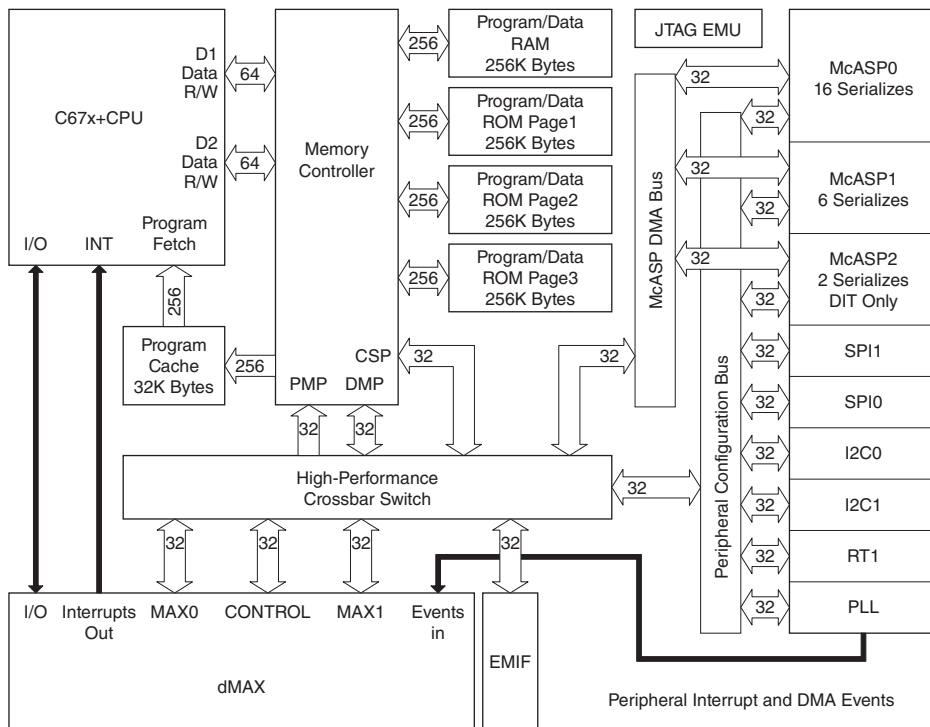 D1
Data
R/W
C67x+CPU
D2
Data
R/W
I/O
INT
Program
Fetch
64
64
Memory
Controller
CSP
PMP
DMP
256
Program/Data
RAM
256K Bytes
256
Program/Data
ROM Page1
256K Bytes
256
Program/Data
ROM Page2
256K Bytes
256
Program/Data
ROM Page3
256K Bytes
JTAG EMU
McASP DMA Bus
Peripheral Configuration Bus
32
McASP0
16 Serializes
32
32
McASP1
6 Serializes
32
32
McASP2
2 Serializes
DIT Only
32
32
SPI1
32
SPI0
32
I2C0
32
I2C1
32
RT1
32
PLL
256
Program
Cache
32K Bytes
256
32
32
32
32
32
High-Performance
Crossbar Switch
32
32
32
32
I/O
Interrupts
Out
MAX0
CONTROL
MAX1
Events
in
dMAX
EMIF
Peripheral Interrupt and DMA Events